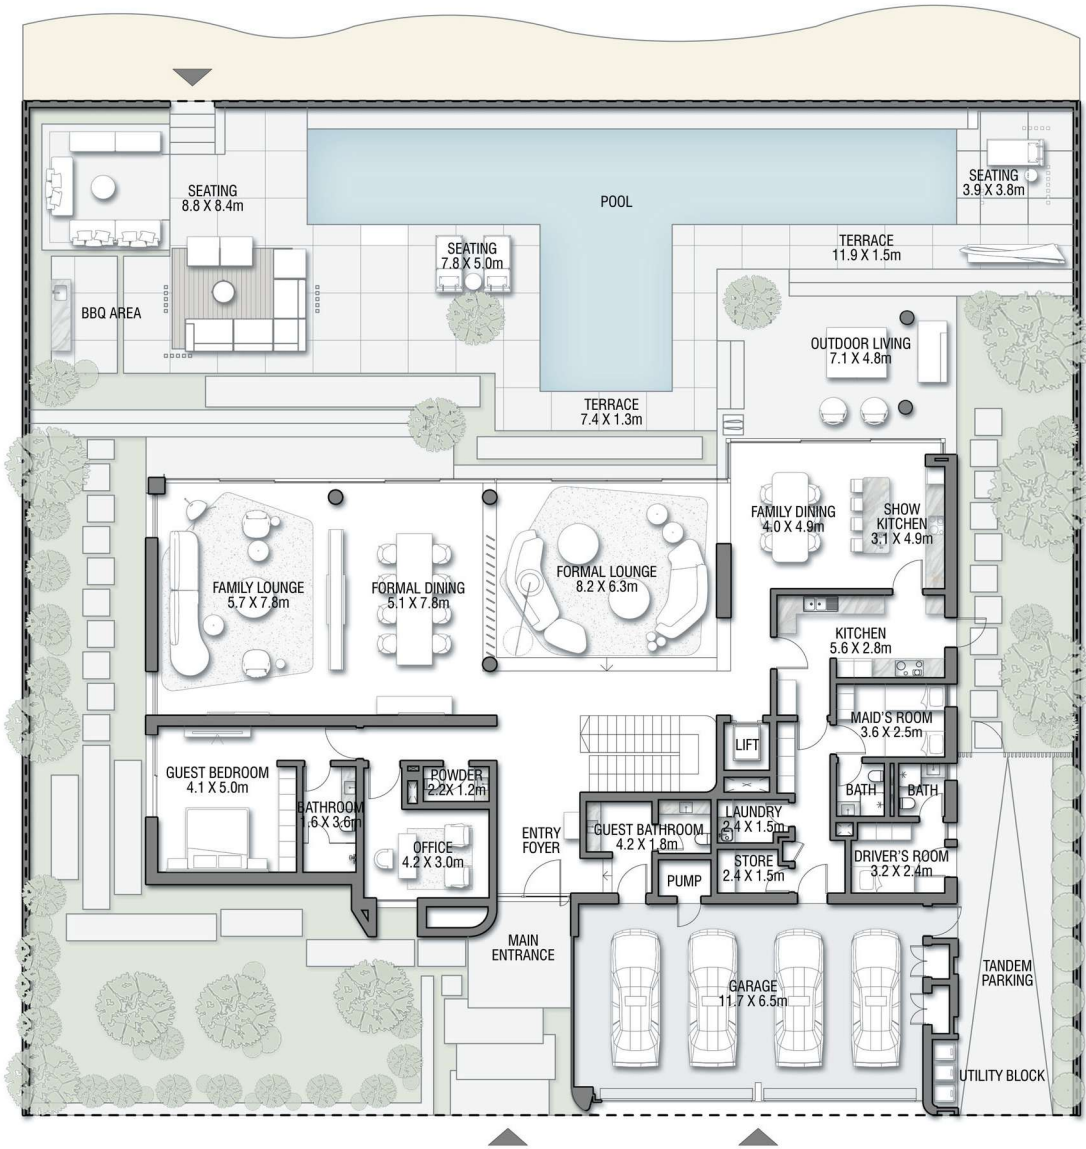 SEATING
8.8 X 8.4m
POOL
SEATING
3.9 X 3.8m
SEATING
7.8 X 5.0m
TERRACE
11.9 X 1.5m
BBQ AREA
OUTDOOR LIVING
7.1 X 4.8m
TERRACE
7.4 X 1.3m
FAMILY DINING
4.0 X 4.9m
SHOW
KITCHEN
3.1 X 4.9m
FAMILY LOUNGE
5.7 X 7.8m
FORMAL DINING
5.1 X 7.8m
FORMAL LOUNGE
8.2 X 6.3m
KITCHEN
5.6 X 2.8m
MAID'S ROOM
3.6 X 2.5m
LIFT
GUEST BEDROOM
4.1 X 5.0m
BATHROOM
1.6 X 3.6m
POWDER
2.2X 1.2m
BATH
BATH
OFFICE
4.2 X 3.0m
ENTRY
FOYER
GUEST BATHROOM
4.2 X 1.8m
LAUNDRY
2.4 X 1.5m
STORE
2.4 X 1.5m
DRIVER'S ROOM
3.2 X 2.4m
PUMP
MAIN
ENTRANCE
GARAGE
11.7 X 6.5m
TANDEM
PARKING
UTILITY BLOCK